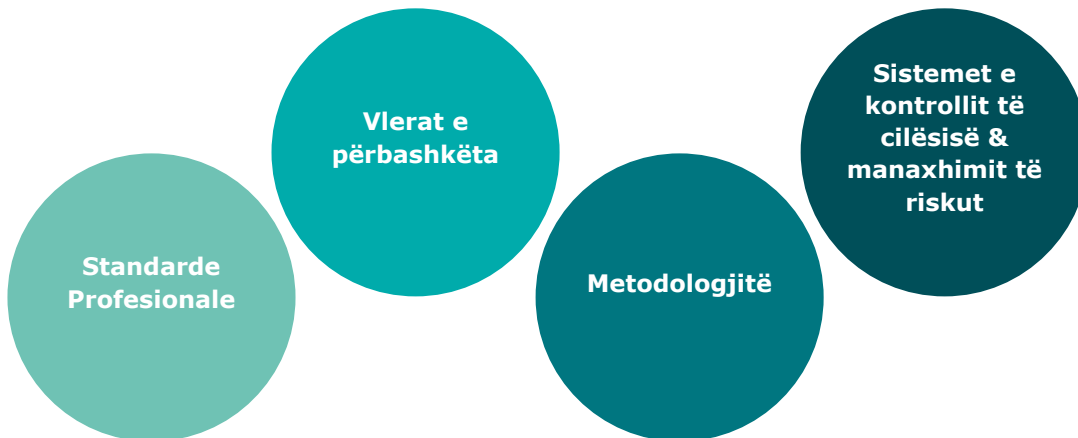 Standarde
Profesionale
Vlerat e
përbashkëta
Metodologjitë
Sistemet e
kontrollit të
cilësisë &
manaxhimit të
riskut